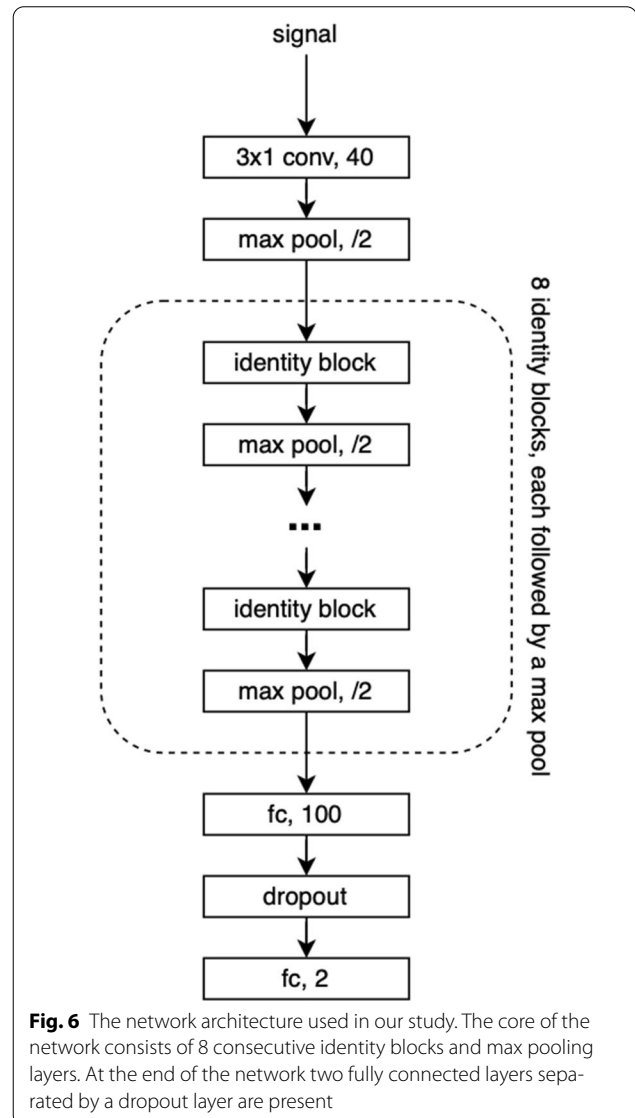 signal
3x1 conv, 40
max pool, /2
identity block
max pool, /2
...
identity block
max pool, /2
8 identity blocks, each followed by a max pool
fc, 100
dropout
fc, 2
Fig. 6 The network architecture used in our study. The core of the
network consists of 8 consecutive identity blocks and max pooling
layers. At the end of the network two fully connected layers sepa-
rated by a dropout layer are present